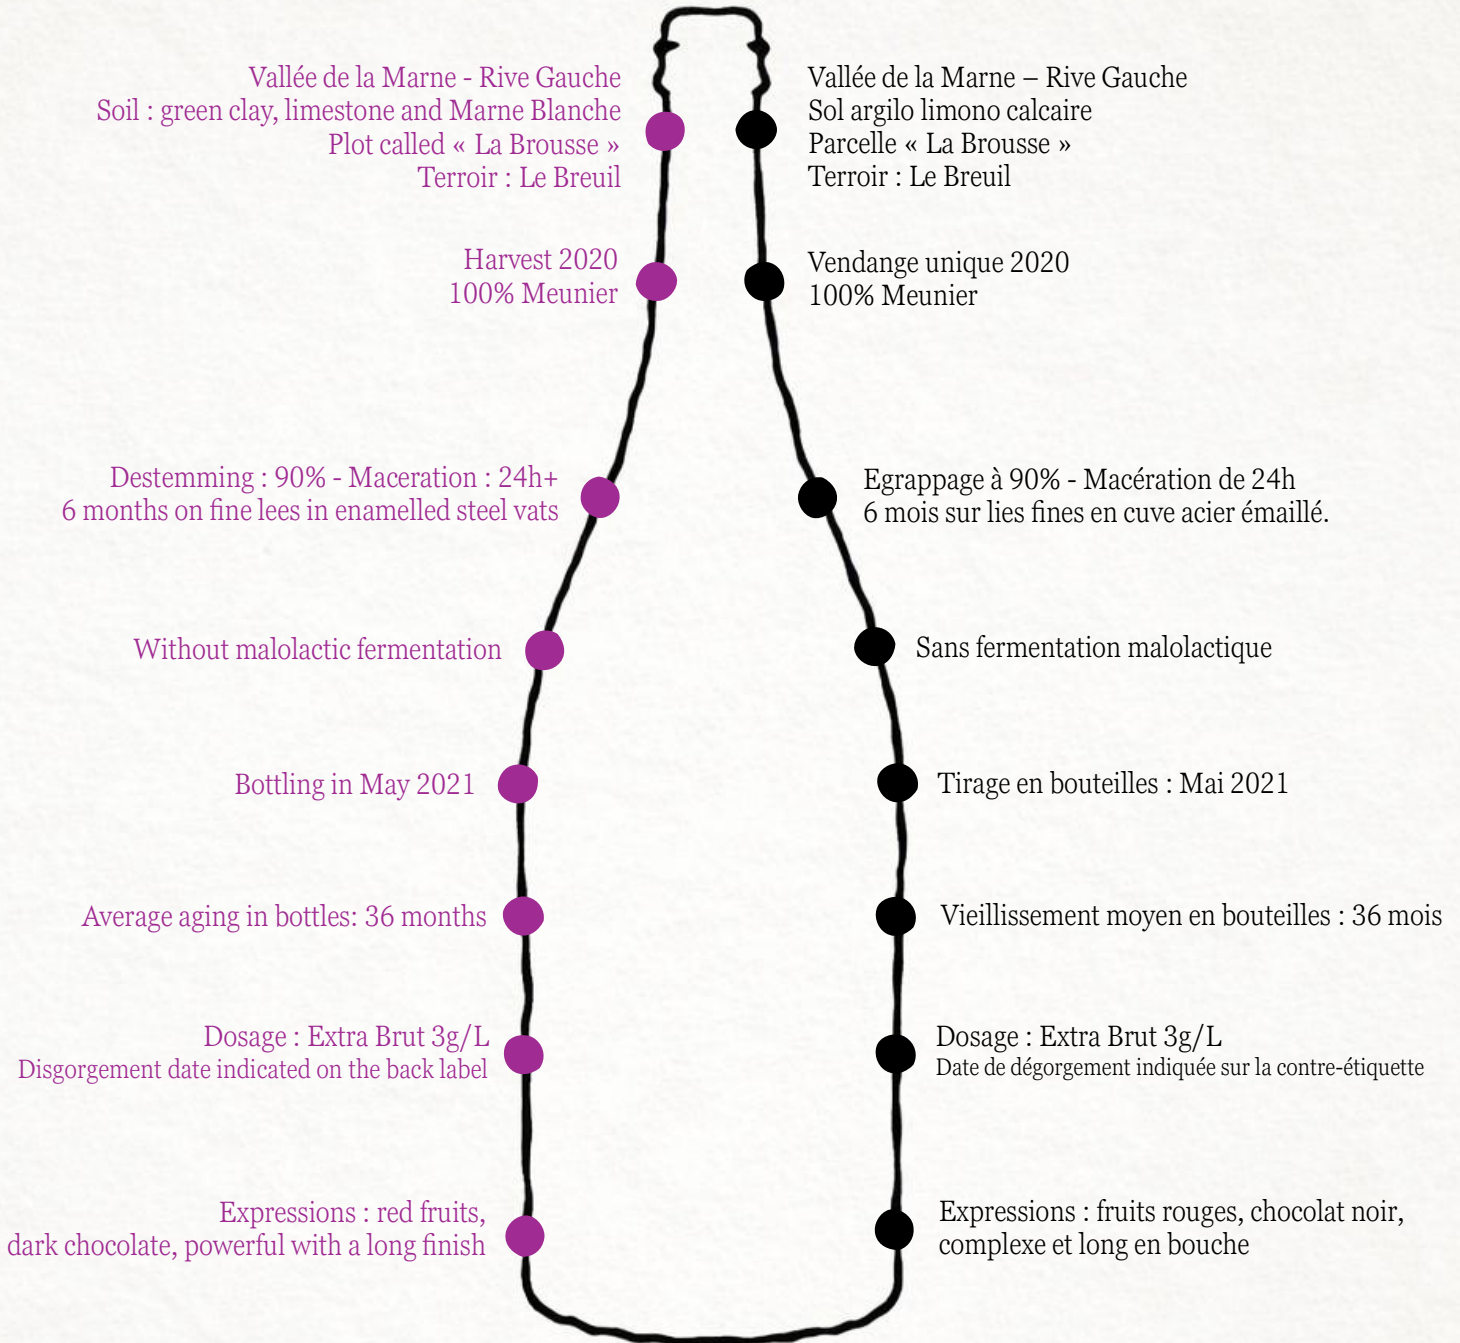 Vallée de la Marne - Rive Gauche
Soil : green clay, limestone and Marne Blanche
Plot called « La Brousse »
Terroir : Le Breuil
Vallée de la Marne – Rive Gauche
Sol argilo limono calcaire
Parcelle « La Brousse »
Terroir : Le Breuil
Harvest 2020
100% Meunier
Vendange unique 2020
100% Meunier
Destemming : 90% - Maceration : 24h+
6 months on fine lees in enamelled steel vats
Egrappage à 90% - Macération de 24h
6 mois sur lies fines en cuve acier émaillé.
Without malolactic fermentation
Sans fermentation malolactique
Bottling in May 2021
Tirage en bouteilles : Mai 2021
Average aging in bottles: 36 months
Vieillissement moyen en bouteilles : 36 mois
Dosage : Extra Brut 3g/L
Disgorgement date indicated on the back label
Dosage : Extra Brut 3g/L
Date de dégorgement indiquée sur la contre-étiquette
Expressions : red fruits,
dark chocolate, powerful with a long finish
Expressions : fruits rouges, chocolat noir,
complexe et long en bouche